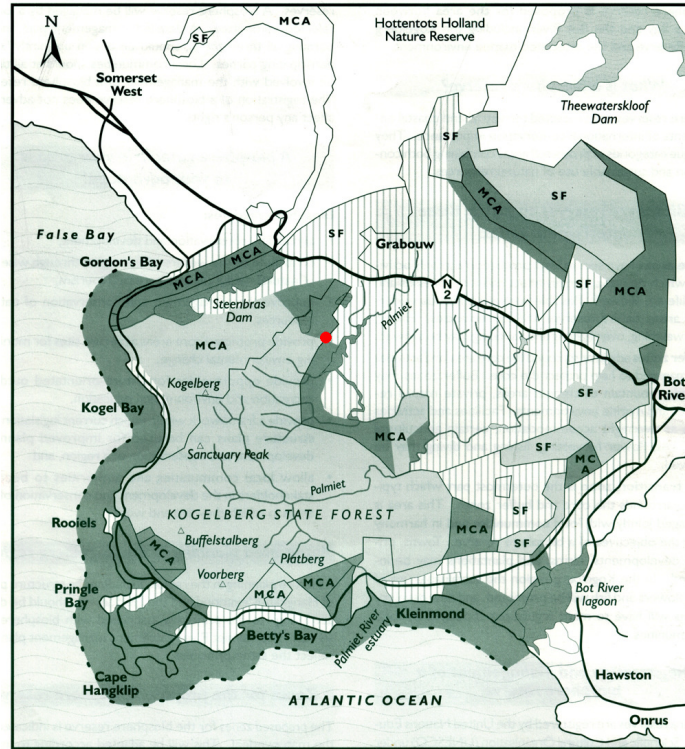 N
MCA
SF
Hottentots Holland
Nature Reserve
Somerset
West
Theewaterskloof
Dam
SF
SF
MCA
False Bay
SF
Grabouw
Gordon's Bay
MCA
MCA
SF
MCA
N
2
Steenbras
Dam
Palmiet
MCA
Bot
River
Kogelberg
SF
Kogel Bay
MCA
Sanctuary Peak
SF
MC
A
Palmiet
SF
KOGELBERG STATE FOREST
MCA
Rooiels
Buffelstalberg
SF
MCA
Platberg
Pringle
Bay
Voorberg
MCA
MCA
Bot River
lagoon
Kleinmond
Betty's Bay
Palmiet River
estuary
Cape
Hangklip
Hawston
ATLANTIC OCEAN
Onrus